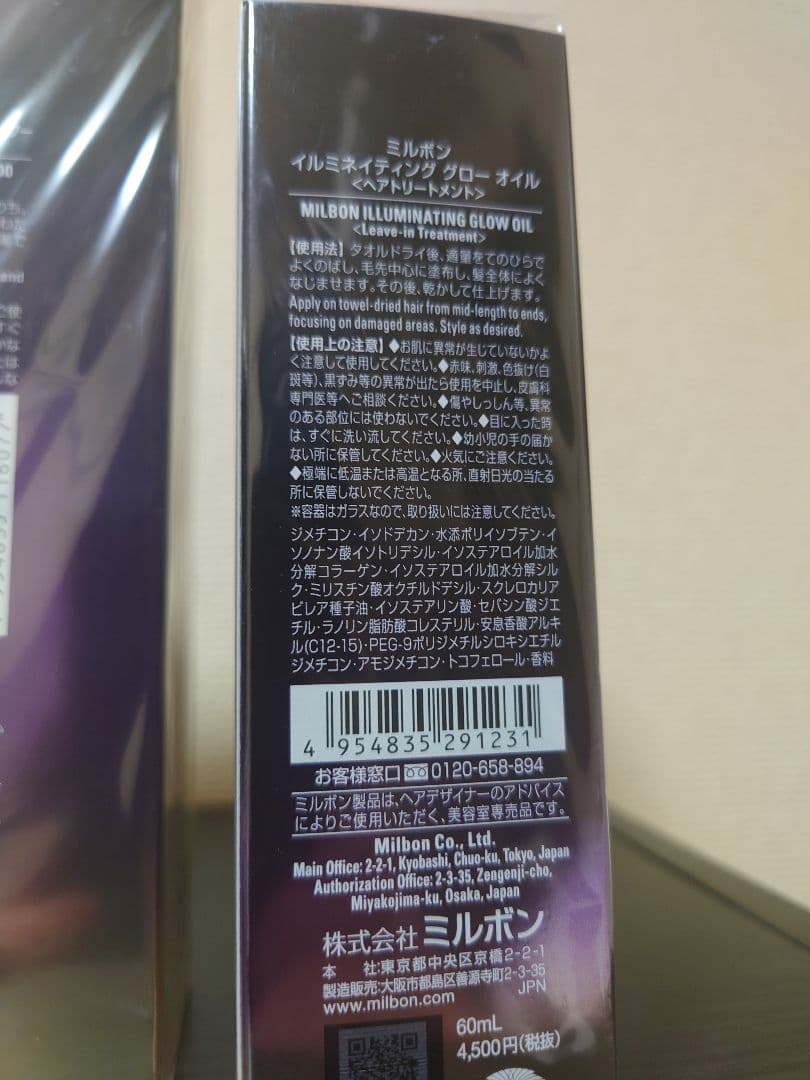 ミルボン
イルミネイティング グロー オイル
<ヘアトリートメント>
MILBON ILLUMINATING GLOW OIL
<Leave-in Treatment>
【使用法】タオルドライ後、適量をてのひらで
よくのばし、毛先中心に塗布し、髪全体によく
なじませます。その後、乾かして仕上げます。
Apply on towel-dried hair from mid-length to ends,
focusing on damaged areas. Style as desired.
【使用上の注意】◆お肌に異常が生じていないかよ
く注意して使用してください。◆赤味、刺激、色抜け(白
斑等)、黒ずみ等の異常が出たら使用を中止し、皮膚科
専門医等へご相談ください。◆傷やしっしん等、異常
のある部位には使わないでください。◆目に入った時
は、すぐに洗い流してください。◆幼小児の手の届か
ない所に保管してください。◆火気にご注意ください。
◆極端に低温または高温となる所、直射日光の当たる
所に保管しないでください。
※容器はガラスなので、取り扱いには注意してください。
ジメチコン・イソドデカン・水添ポリイソブテン・イ
ソノナン酸イソトリデシル・イソステアロイル加水
分解コラーゲン・イソステアロイル加水分解シル
ク・ミリスチン酸オクチルドデシル・スクレロカリア
ビレア種子油・イソステアリン酸・セバシン酸ジエ
チル・ラノリン脂肪酸コレステリル・安息香酸アルキ
ル(C12-15)・PEG-9ポリジメチルシロキシエチル
ジメチコン・アモジメチコン・トコフェロール・香料
4 954835 291231
お客様窓口 0120-658-894
ミルボン製品は、ヘアデザイナーのアドバイス
によりご使用いただく、美容室専売品です。
Milbon Co., Ltd.
Main Office: 2-2-1, Kyobashi, Chuo-ku, Tokyo, Japan
Authorization Office: 2-3-35, Zengenji-cho,
Miyakojima-ku, Osaka, Japan
株式会社 ミルボン
本 社:東京都中央区京橋2-2-1
製造販売:大阪市都島区善源寺町2-3-35
www.milbon.com JPN
60mL
4,500円(税抜)